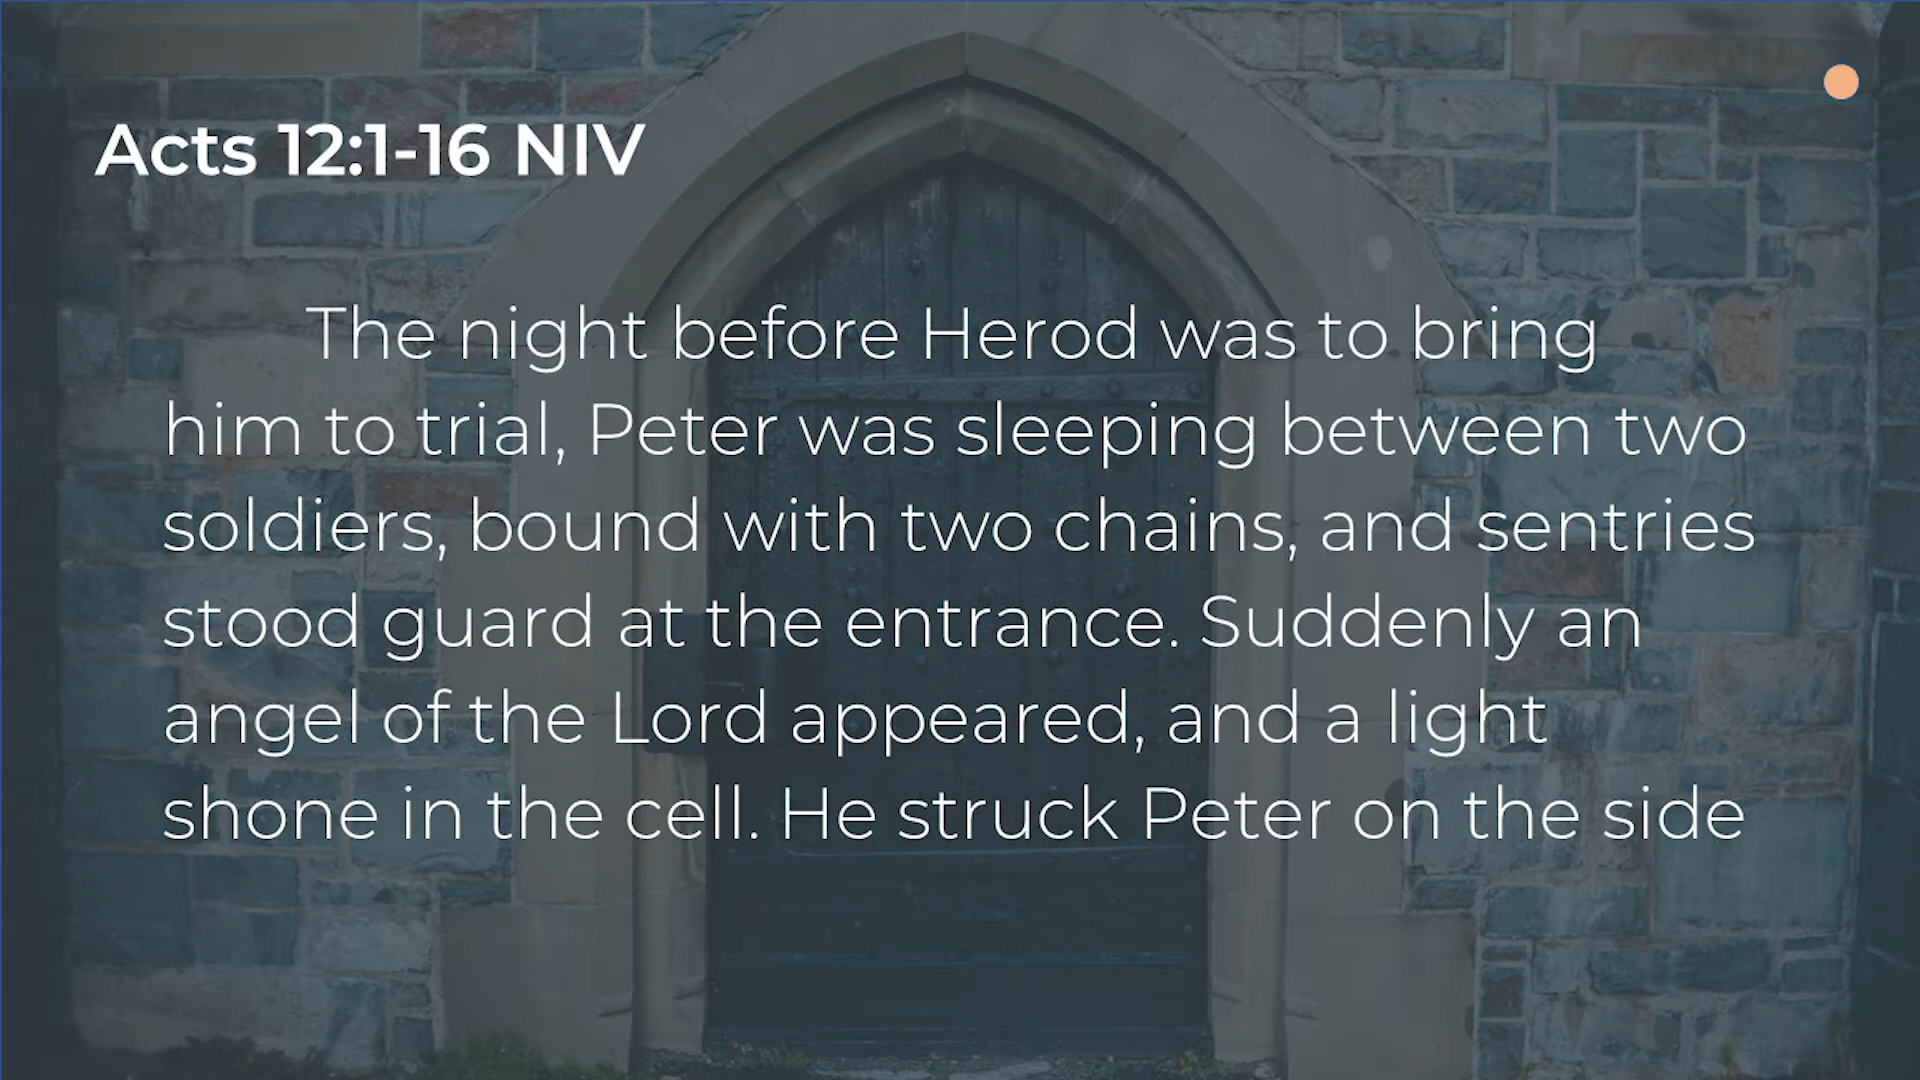 Acts 12:1-16 NIV
The night before Herod was to bring
him to trial, Peter was sleeping between two
soldiers, bound with two chains, and sentries
stood guard at the entrance. Suddenly an
angel of the Lord appeared, and a light
shone in the cell. He struck Peter on the side